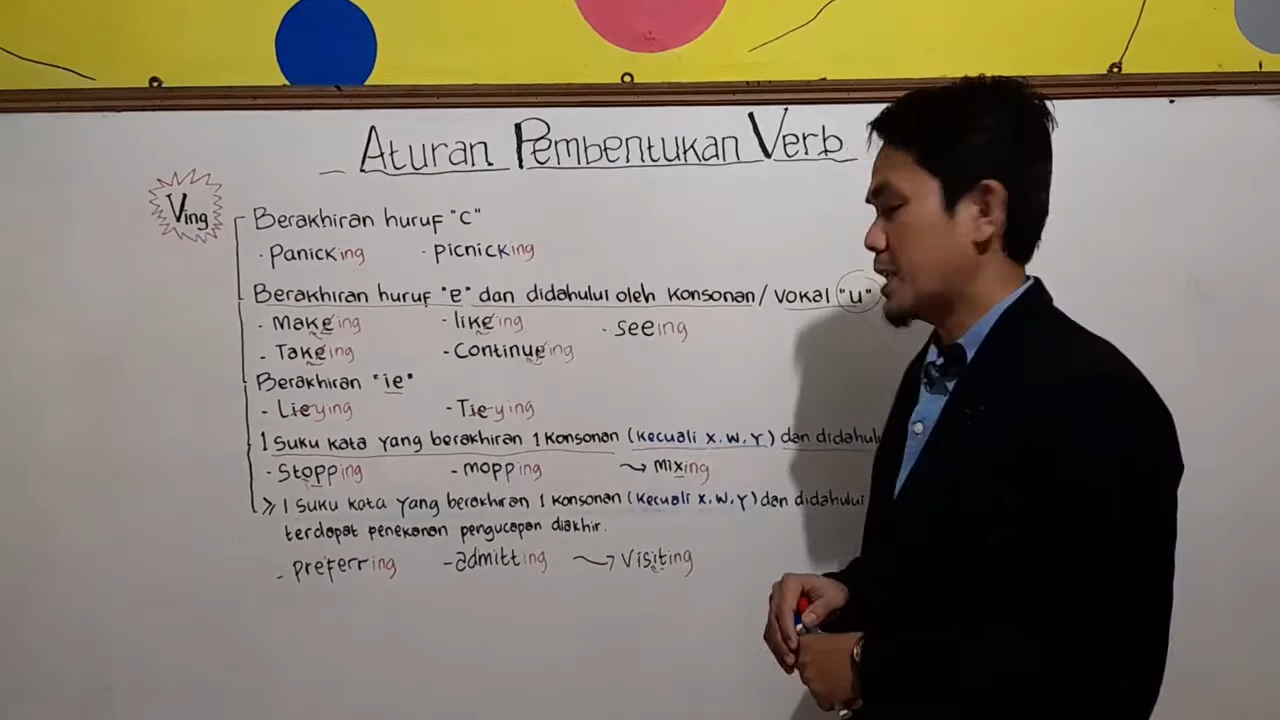 Aturan Pembentukan Verb
Ving
Berakhiran huruf "c"
- Panicking - picnicking
Berakhiran huruf "e" dan didahului oleh konsonan / vokal "u"
- Makeing - likeing - seeing
- Takeing - Continueing
Berakhiran "ie"
- Lieying - Tieying
1 suku kata yang berakhiran 1 konsonan (kecuali x, w, y) dan didahulu
- Stopping - mopping → mixing
≥ 1 suku kata yang berakhiran 1 konsonan (kecuali x, w, y) dan didahului
terdapat penekanan pengucapan diakhir.
- preferring - admitting → visiting